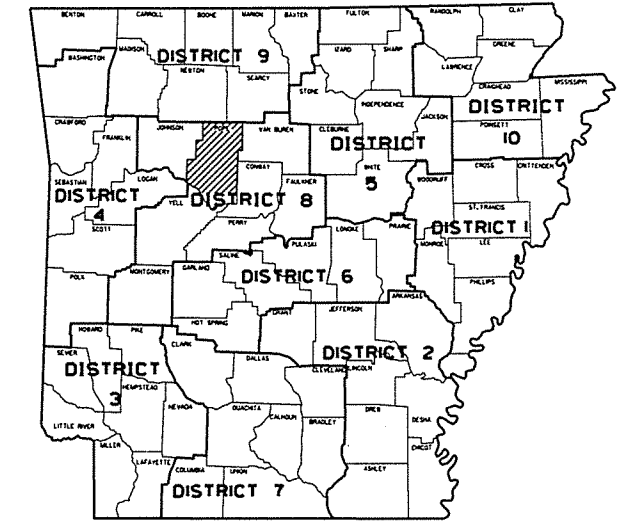 BENTON CARROLL BOONE MARION BAXTER FULTON RANDOLPH CLAY
MADISON IZARD SHARP GREENE
WASHINGTON DISTRICT 9 LAWRENCE
NEWTON SEARCY STONE CRAIGHEAD MISSISSIPPI
INDEPENDENCE DISTRICT
CRAWFORD FRANKLIN JOHNSON VAN BUREN CLEBURNE JACKSON POINSETT 10
DISTRICT
CONWAY WHITE CROSS CRITTENDEN
SEBASTIAN LOGAN FAULKNER 5 WOODRUFF
DISTRICT YELL DISTRICT 8 ST. FRANCIS
4 PERRY DISTRICT 1
SCOTT PULASKI LONOKE PRAIRIE MONROE LEE
SALINE
POLK MONTGOMERY GARLAND DISTRICT 6 PHILLIPS
ARKANSAS
HOT SPRING GRANT JEFFERSON
HOWARD PIKE CLARK
SEVIER DALLAS DISTRICT 2
DISTRICT CLEVELAND LINCOLN
3 HEMPSTEAD
NEVADA OUACHITA CALHOUN DREW DESHA
LITTLE RIVER BRADLEY
MILLER CHICOT
LAFAYETTE COLUMBIA UNION ASHLEY
DISTRICT 7